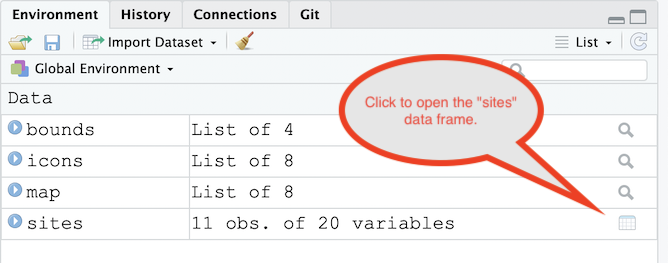 Environment History Connections Git
Import Dataset List
Global Environment
Data
Click to open the "sites"
data frame.
bounds List of 4
icons List of 8
map List of 8
sites 11 obs. of 20 variables